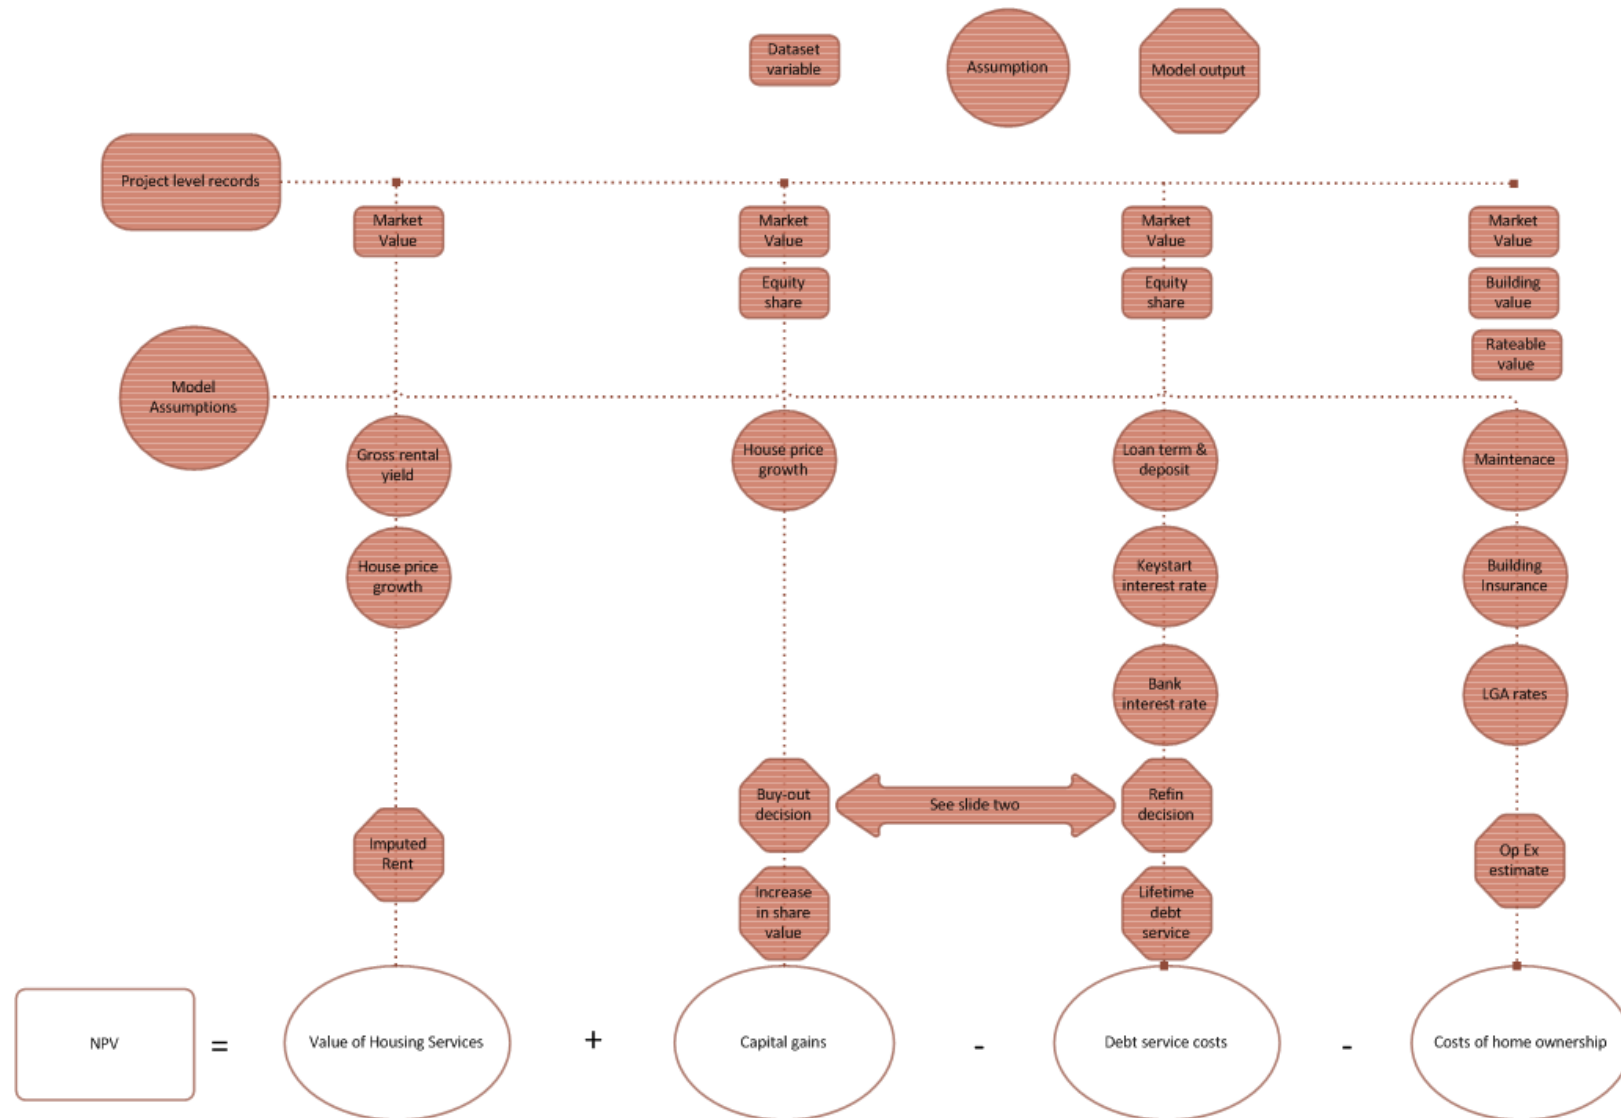 Dataset
variable
Assumption
Model output
Project level records
Market
Value
Market
Value
Market
Value
Market
Value
Equity
share
Equity
share
Building
value
Rateable
value
Model
Assumptions
Gross rental
yield
House price
growth
Loan term &
deposit
Maintenace
House price
growth
Keystart
interest rate
Building
Insurance
Bank
interest rate
LGA rates
Buy-out
decision
See slide two
Refin
decision
Imputed
Rent
Op Ex
estimate
Increase
in share
value
Lifetime
debt
service
NPV
=
Value of Housing Services
+
Capital gains
-
Debt service costs
-
Costs of home ownership